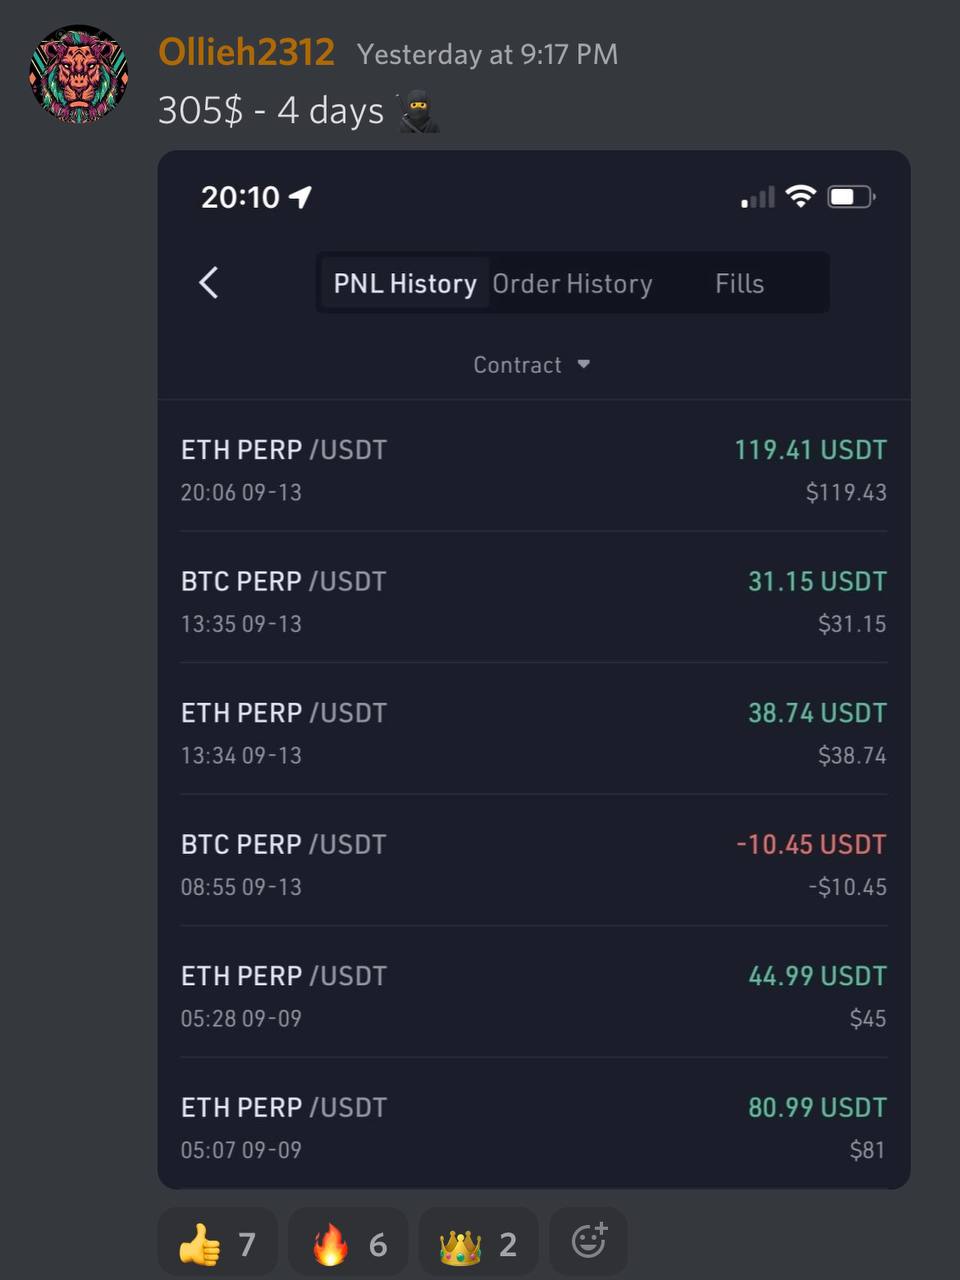 Ollieh2312 Yesterday at 9:17 PM
305$ - 4 days
20:10
PNL History Order History Fills
Contract
ETH PERP /USDT 119.41 USDT
20:06 09-13 $119.43
BTC PERP /USDT 31.15 USDT
13:35 09-13 $31.15
ETH PERP /USDT 38.74 USDT
13:34 09-13 $38.74
BTC PERP /USDT -10.45 USDT
08:55 09-13 -$10.45
ETH PERP /USDT 44.99 USDT
05:28 09-09 $45
ETH PERP /USDT 80.99 USDT
05:07 09-09 $81
7 6 2